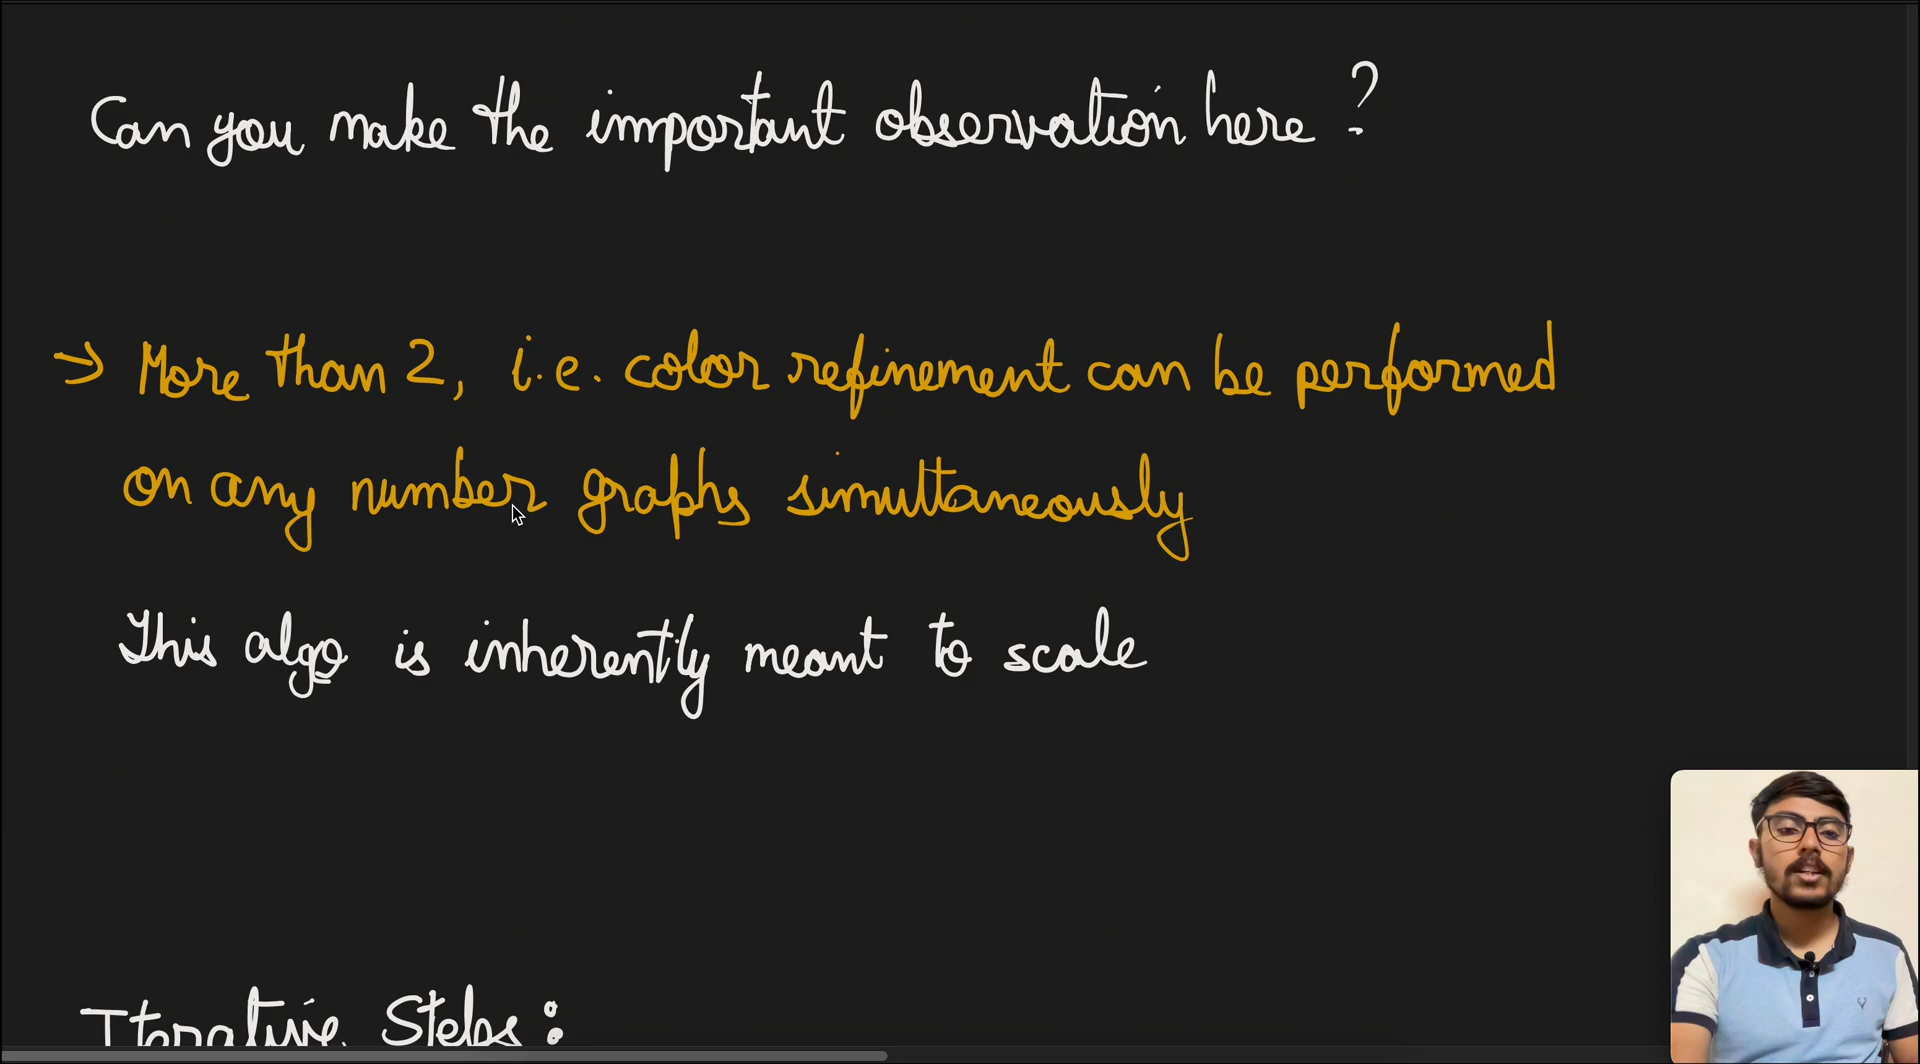 Can you make the important observation here ?
→ More than 2, i.e. color refinement can be performed
on any number graphs simultaneously
This algo is inherently meant to scale
Iterative Steps :